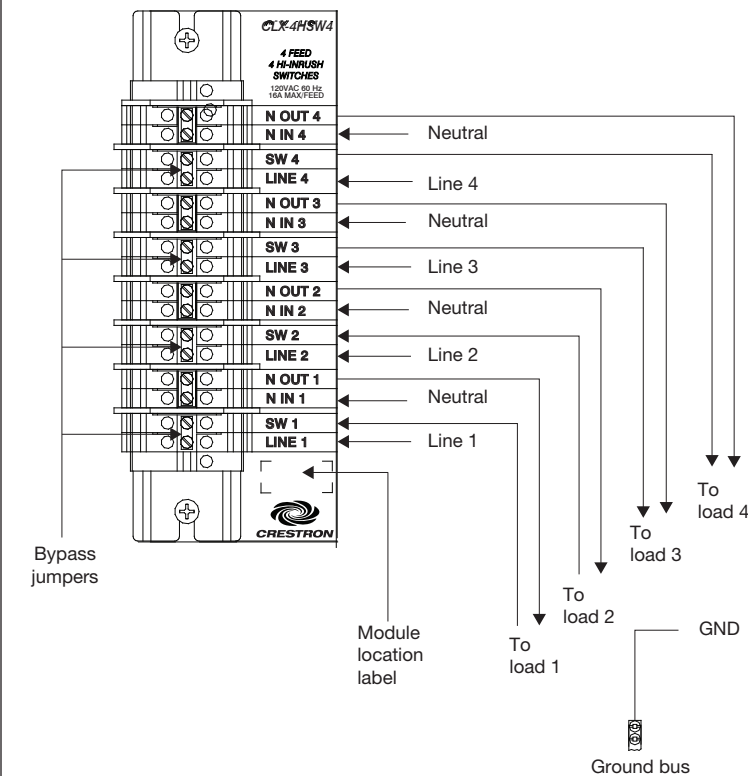 CLX-4HSW4
4 FEED
4 HI-INRUSH
SWITCHES
120VAC 60 Hz
16A MAX/FEED
N OUT 4
N IN 4
Neutral
SW 4
LINE 4
Line 4
N OUT 3
N IN 3
Neutral
SW 3
LINE 3
Line 3
N OUT 2
N IN 2
Neutral
SW 2
LINE 2
Line 2
N OUT 1
N IN 1
Neutral
SW 1
LINE 1
Line 1
CRESTRON
Bypass
jumpers
Module
location
label
To
load 1
To
load 2
To
load 3
To
load 4
GND
Ground bus